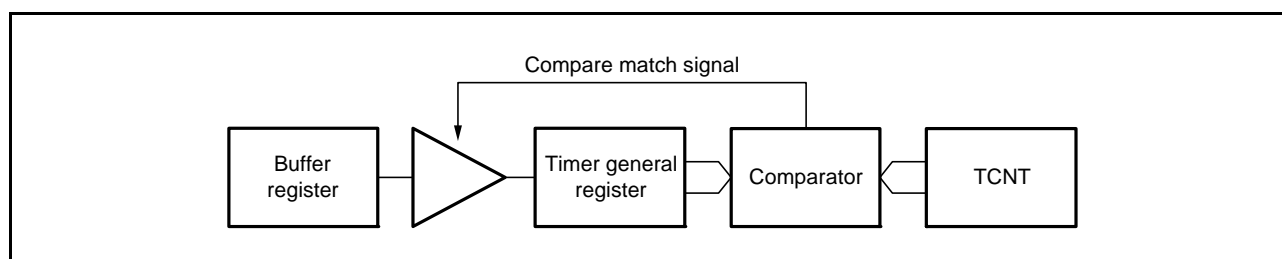 Compare match signal
Buffer
register
Timer general
register
Comparator
TCNT